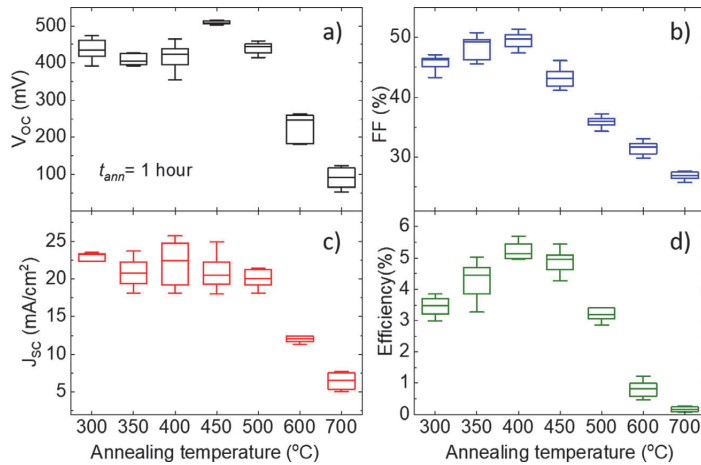 a)
500
400
300
200
100
V_OC (mV)
t_ann= 1 hour
b)
50
40
30
FF (%)
c)
25
20
15
10
5
J_SC (mA/cm²)
300 350 400 450 500 600 700
Annealing temperature (ºC)
d)
6
5
4
3
2
1
0
Efficiency(%)
300 350 400 450 500 600 700
Annealing temperature (ºC)